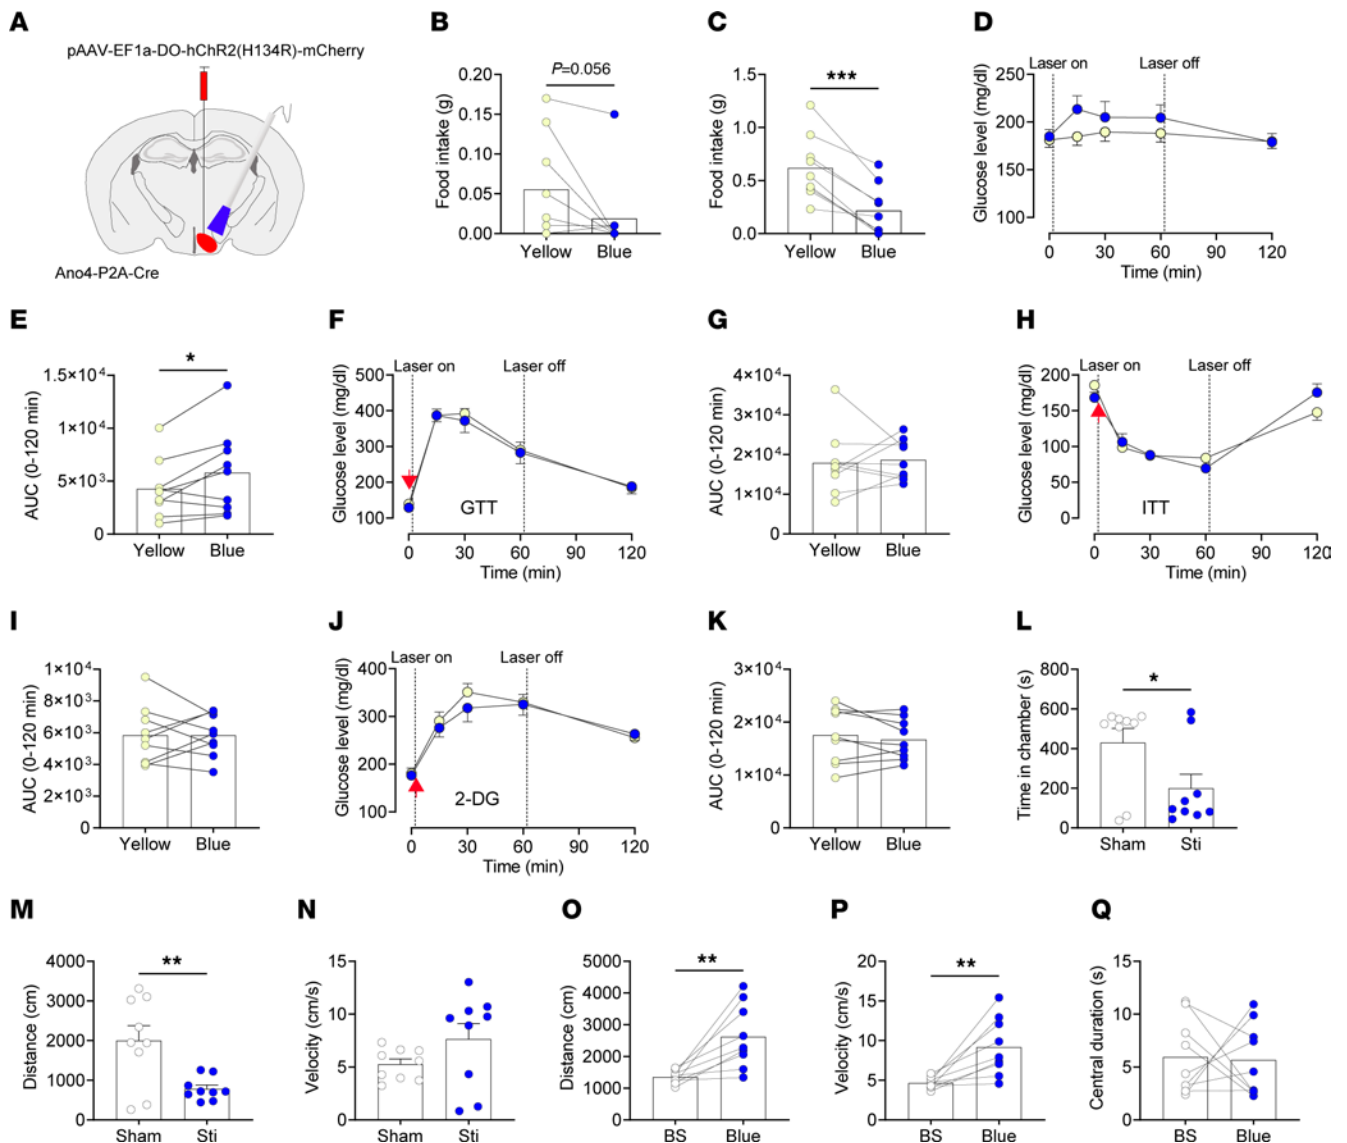 A
pAAV-EF1a-DO-hChR2(H134R)-mCherry
Ano4-P2A-Cre
B
Food intake (g)
0.20
0.15
0.10
0.05
0.0
P=0.056
Yellow Blue
C
Food intake (g)
1.5
1.0
0.5
0.0
***
Yellow Blue
D
Laser on Laser off
Glucose level (mg/dl)
250
200
150
100
0 30 60 90 120
Time (min)
E
AUC (0-120 min)
1.5×10⁴
1×10⁴
5×10³
0
*
Yellow Blue
F
Laser on Laser off
Glucose level (mg/dl)
500
400
300
200
100
GTT
0 30 60 90 120
Time (min)
G
AUC (0-120 min)
4×10⁴
3×10⁴
2×10⁴
1×10⁴
0
Yellow Blue
H
Laser on Laser off
Glucose level (mg/dl)
200
150
100
50
0
ITT
0 30 60 90 120
Time (min)
I
AUC (0-120 min)
1×10⁴
8×10³
6×10³
4×10³
2×10³
0
Yellow Blue
J
Laser on Laser off
Glucose level (mg/dl)
400
300
200
100
2-DG
0 30 60 90 120
Time (min)
K
AUC (0-120 min)
3×10⁴
2×10⁴
1×10⁴
0
Yellow Blue
L
Time in chamber (s)
800
600
400
200
0
*
Sham Sti
M
Distance (cm)
4000
3000
2000
1000
0
**
Sham Sti
N
Velocity (cm/s)
15
10
5
0
Sham Sti
O
Distance (cm)
5000
4000
3000
2000
1000
0
**
BS Blue
P
Velocity (cm/s)
20
15
10
5
0
**
BS Blue
Q
Central duration (s)
15
10
5
0
BS Blue